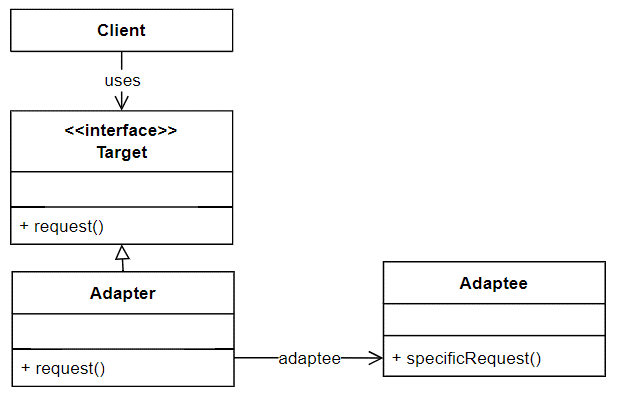 Client
uses
<<interface>>
Target
+ request()
Adapter
+ request()
adaptee
Adaptee
+ specificRequest()